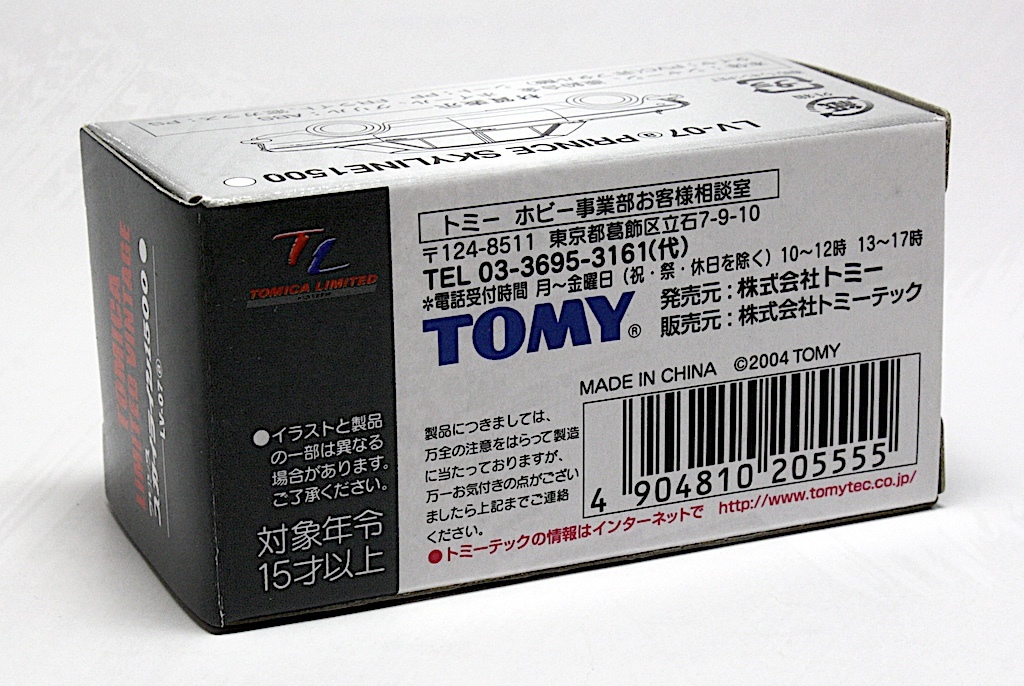 LV-07ⓐ PRINCE SKYLINE1500
TOMICA LIMITED
TOMICA
LIMITED VINTAGE
LV-07ⓐ
トミー ホビー事業部お客様相談室
〒124-8511 東京都葛飾区立石7-9-10
TEL 03-3695-3161(代)
*電話受付時間 月～金曜日(祝・祭・休日を除く) 10～12時 13～17時
TOMY®
発売元:株式会社トミー
販売元:株式会社トミーテック
MADE IN CHINA ©2004 TOMY
●イラストと製品
の一部は異なる
場合があります。
ご了承ください。
対象年令
15才以上
製品につきましては、
万全の注意をはらって製造
に当たっておりますが、
万一お気付きの点がござい
ましたら上記までご連絡
ください。
4 904810 205555
●トミーテックの情報はインターネットで http://www.tomytec.co.jp/